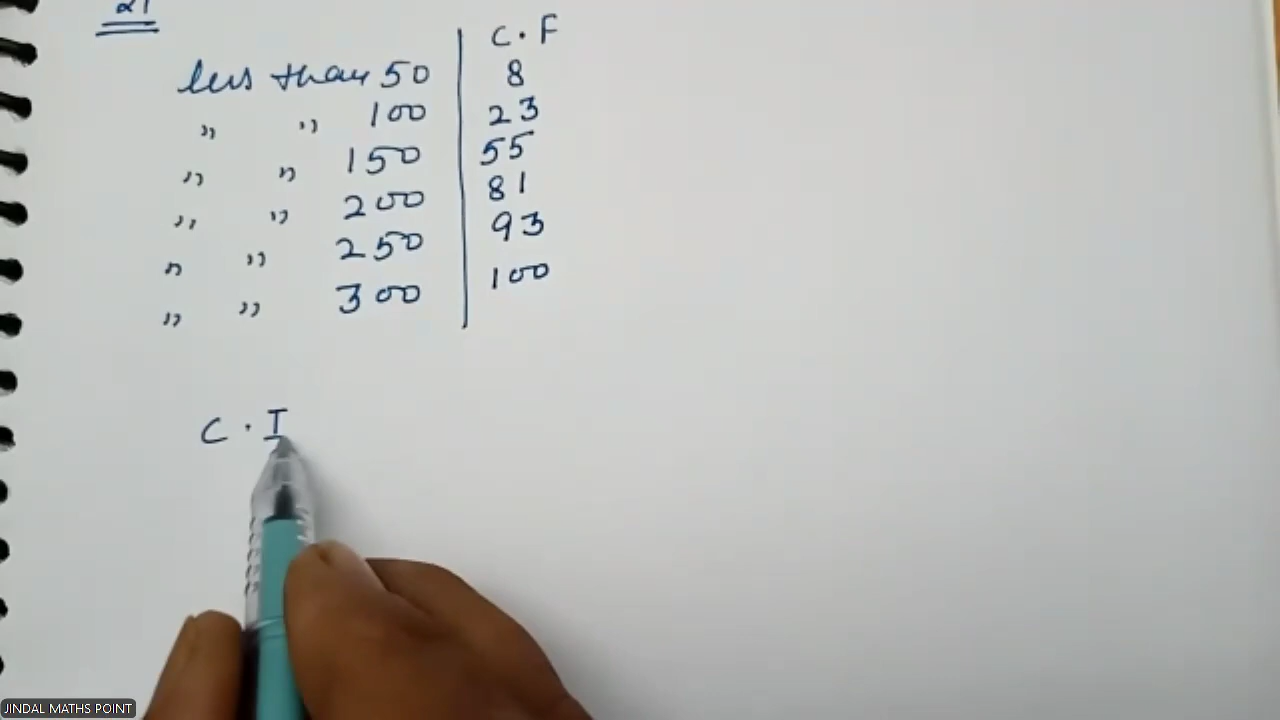 21
less than 50 8
C.F
,, ,, 100 23
,, ,, 150 55
,, ,, 200 81
,, ,, 250 93
,, ,, 300 100
C.I
JINDAL MATHS POINT